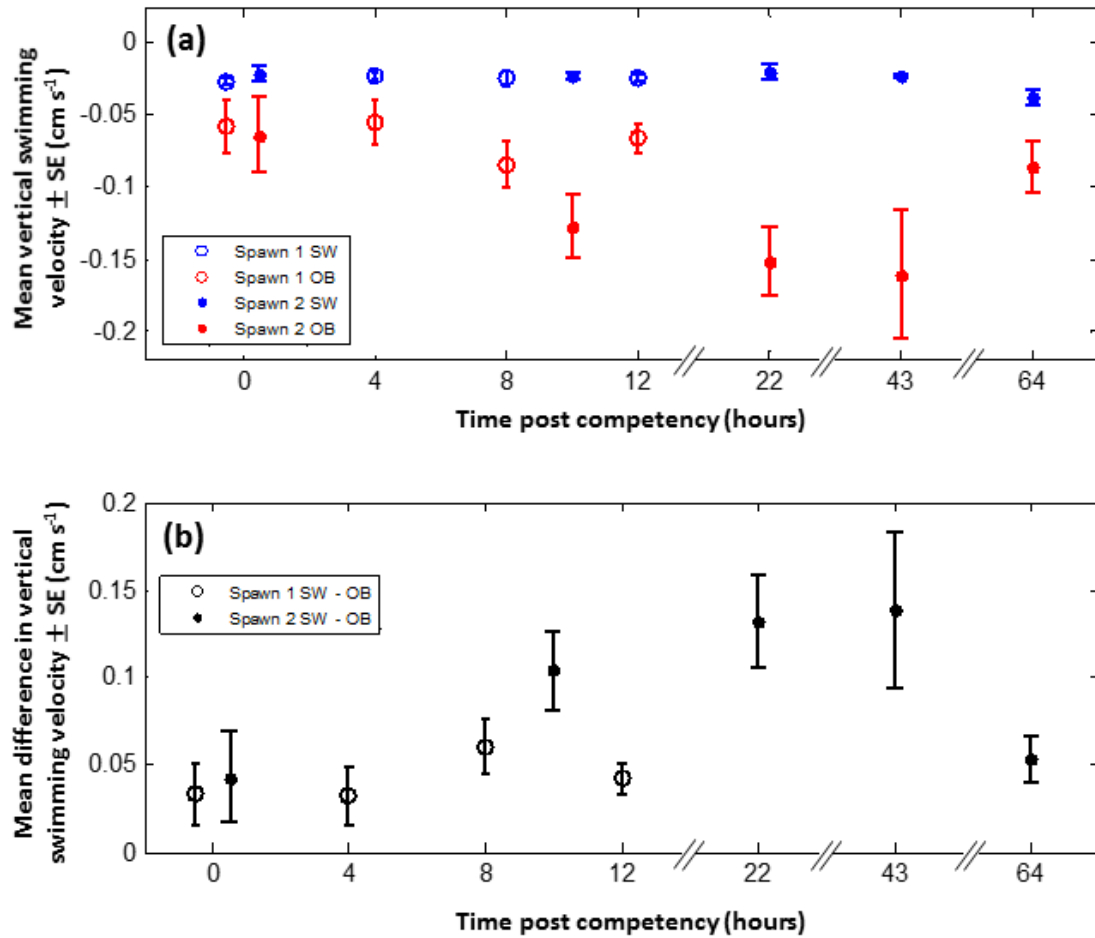 (a)
Mean vertical swimming
velocity ± SE (cm s⁻¹)
0
-0.05
-0.1
-0.15
-0.2
Spawn 1 SW
Spawn 1 OB
Spawn 2 SW
Spawn 2 OB
0 4 8 12 22 43 64
Time post competency (hours)
(b)
Mean difference in vertical
swimming velocity ± SE (cm s⁻¹)
0.2
0.15
0.1
0.05
0
Spawn 1 SW - OB
Spawn 2 SW - OB
0 4 8 12 22 43 64
Time post competency (hours)